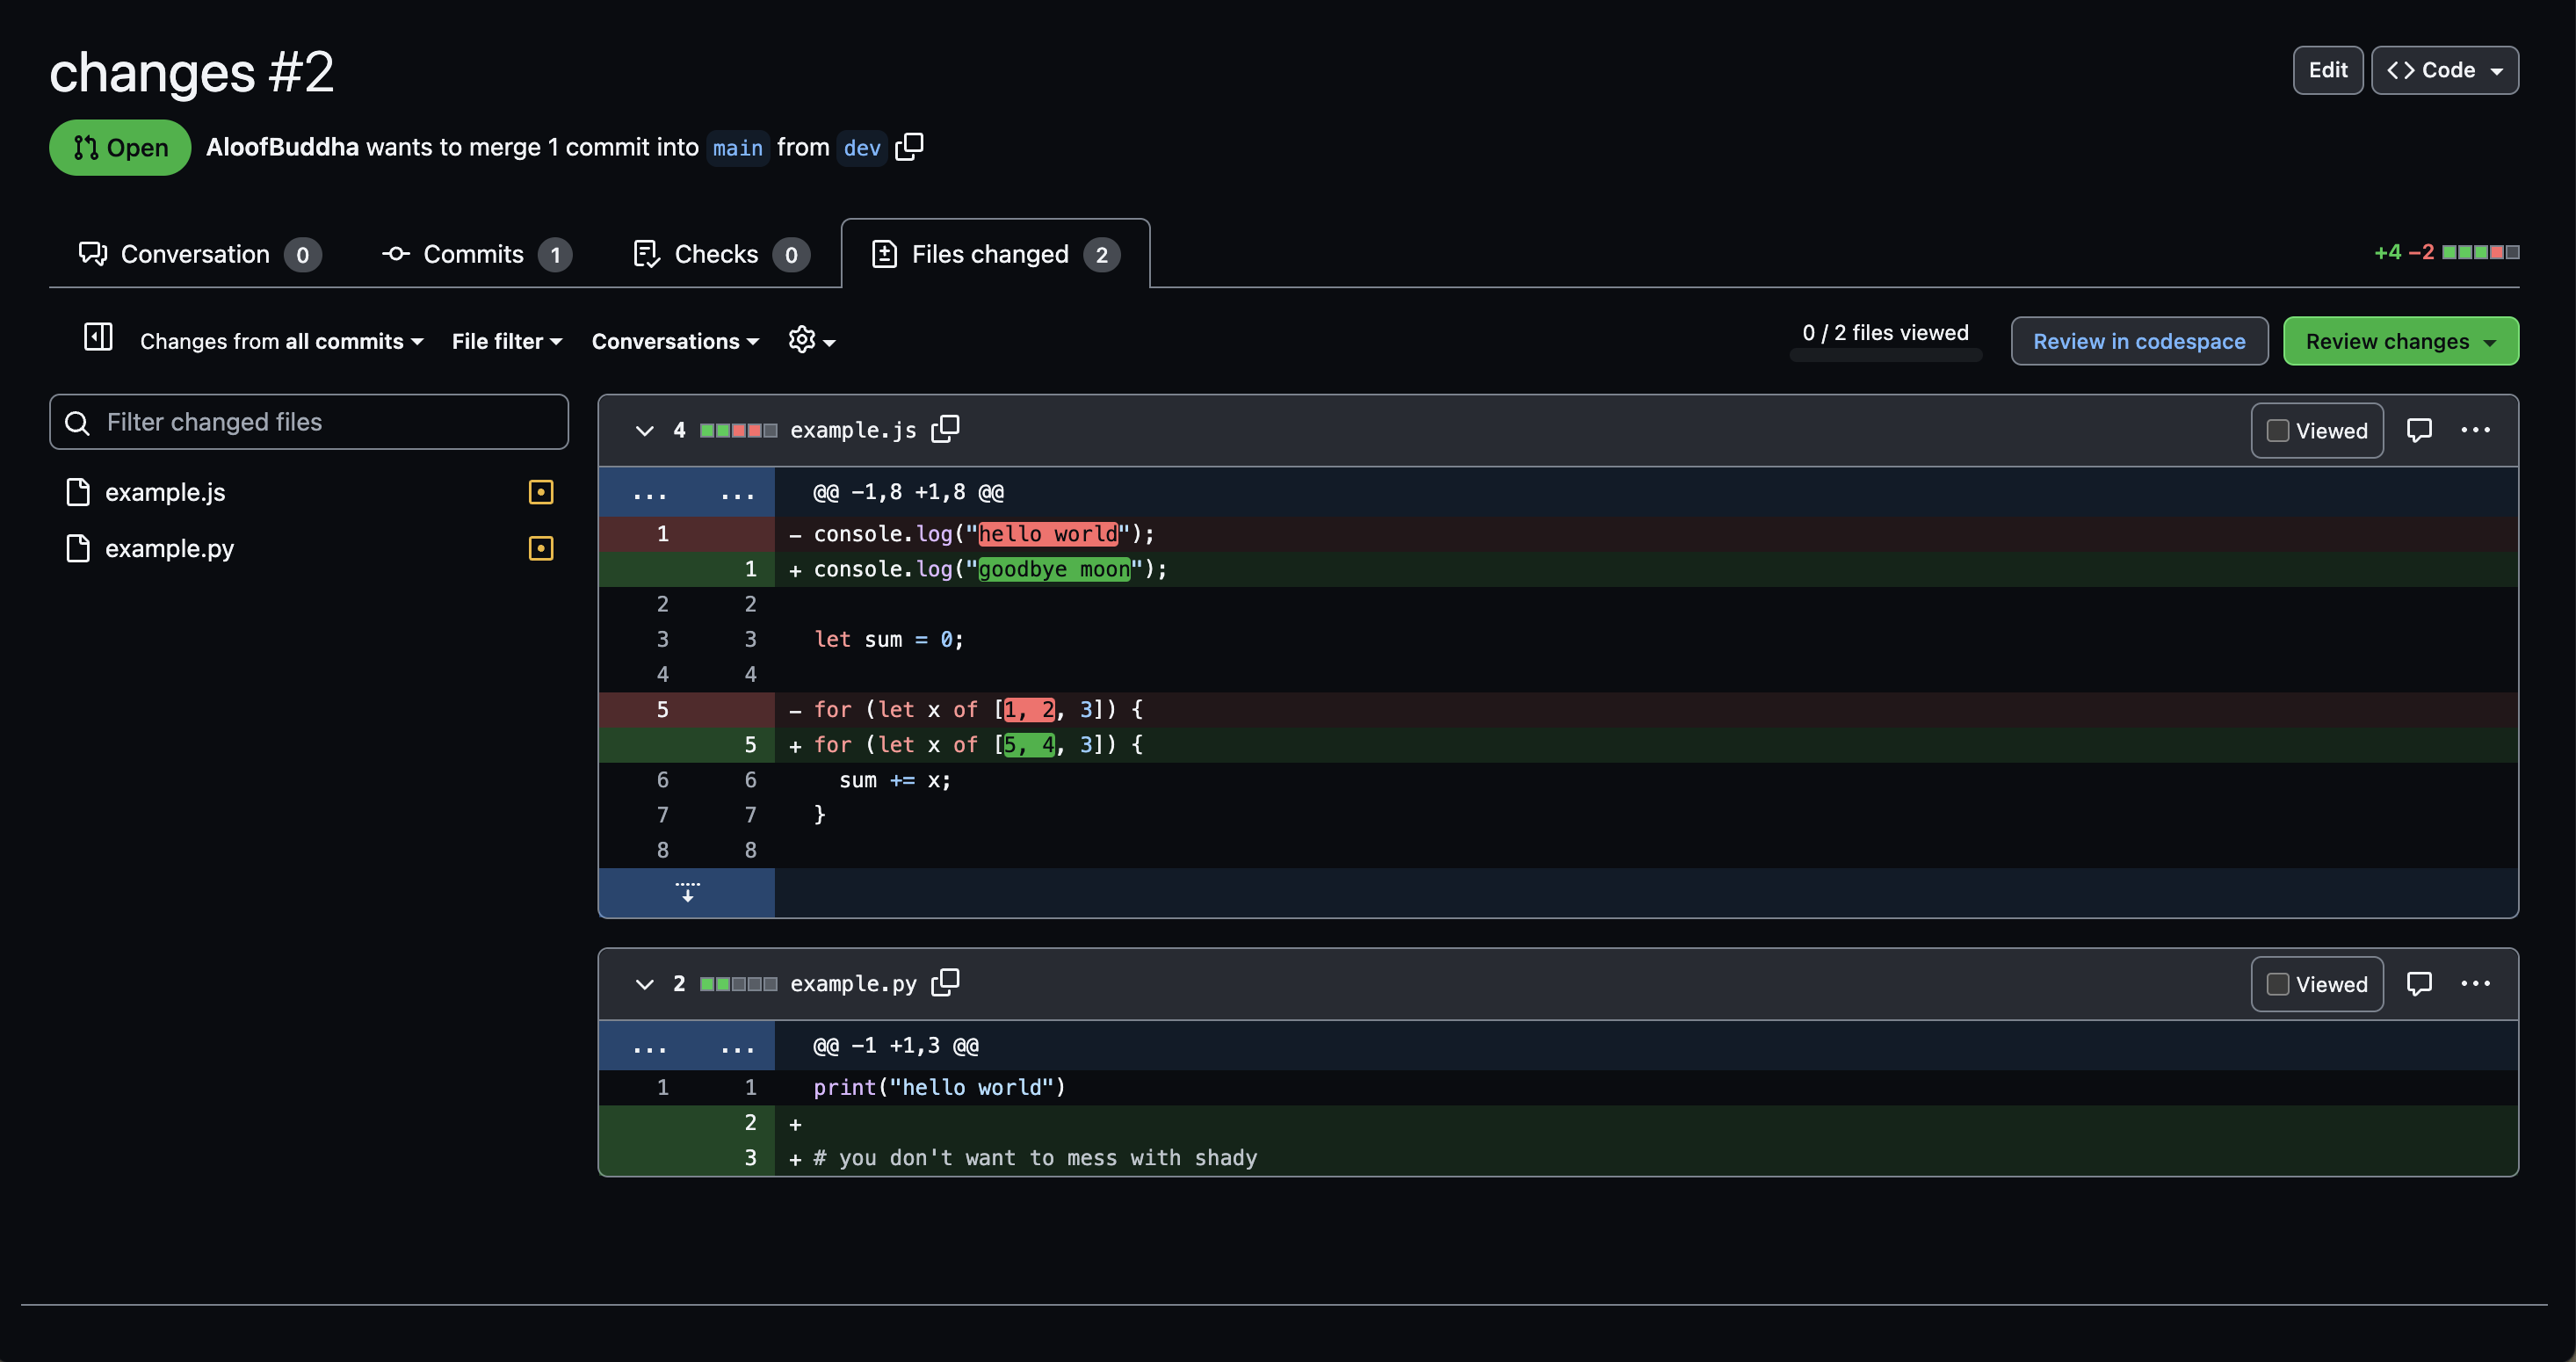 changes #2
Edit
<> Code
Open
AloofBuddha wants to merge 1 commit into main from dev
Conversation 0
Commits 1
Checks 0
Files changed 2
+4 −2
Changes from all commits
File filter
Conversations
0 / 2 files viewed
Review in codespace
Review changes
Filter changed files
example.js
example.py
4 example.js
Viewed
...
... ... @@ -1,8 +1,8 @@
1 - console.log("hello world");
1 + console.log("goodbye moon");
2 2
3 3 let sum = 0;
4 4
5 - for (let x of [1, 2, 3]) {
5 + for (let x of [5, 4, 3]) {
6 6 sum += x;
7 7 }
8 8
2 example.py
Viewed
...
... ... @@ -1 +1,3 @@
1 1 print("hello world")
2 +
3 + # you don't want to mess with shady